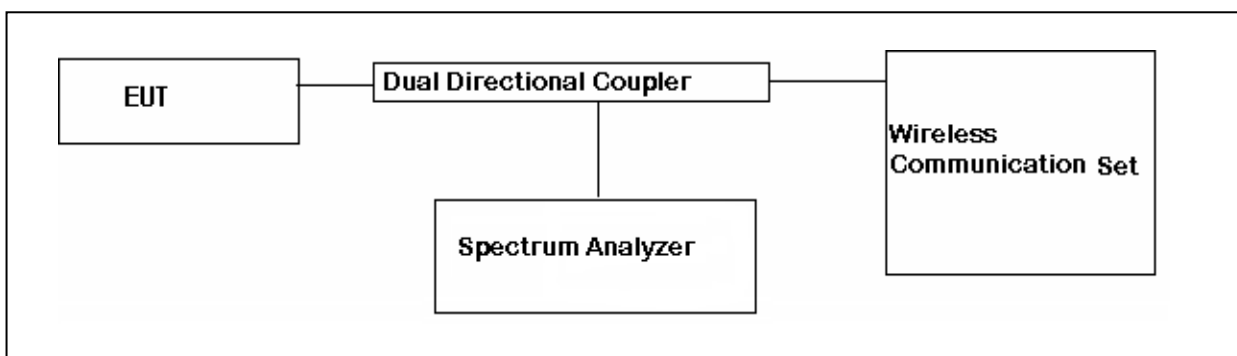 EUT
Dual Directional Coupler
Wireless
Communication Set
Spectrum Analyzer